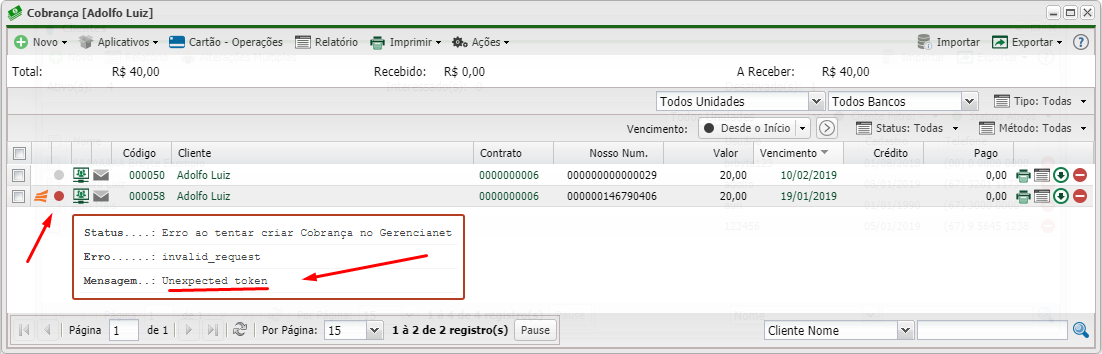 Cobrança [Adolfo Luiz]
Novo Aplicativos Cartão - Operações Relatório Imprimir Ações Importar Exportar ?
Total: R$ 40,00 Recebido: R$ 0,00 A Receber: R$ 40,00
Todos Unidades Todos Bancos Tipo: Todas
Vencimento: Desde o Início Status: Todas Método: Todas
Código Cliente Contrato Nosso Num. Valor Vencimento Crédito Pago
000050 Adolfo Luiz 0000000006 000000000000029 20,00 10/02/2019 0,00
000058 Adolfo Luiz 0000000006 000000146790406 20,00 19/01/2019 0,00
Status....: Erro ao tentar criar Cobrança no Gerencianet
Erro......: invalid_request
Mensagem..: Unexpected token
Página 1 de 1 Por Página: 15 1 à 2 de 2 registro(s) Pause Cliente Nome